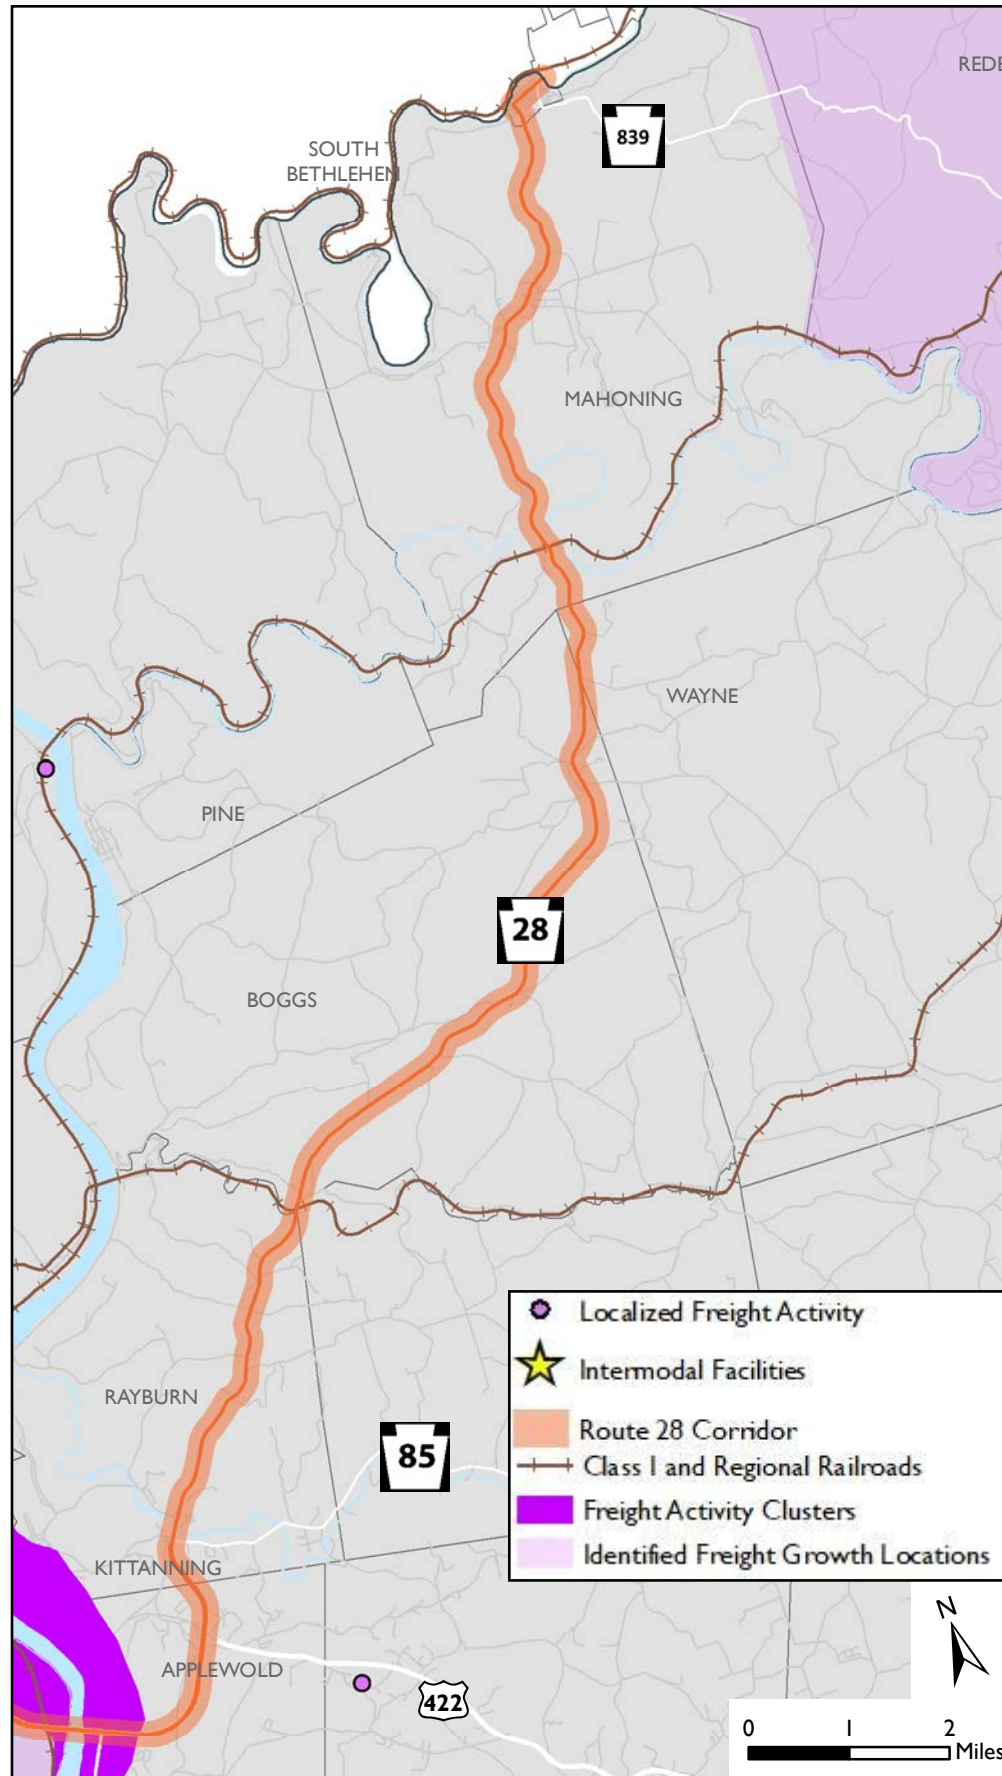 REDE
839
SOUTH
BETHLEHEN
MAHONING
WAYNE
PINE
28
BOGGS
Localized Freight Activity
Intermodal Facilities
Route 28 Corridor
Class I and Regional Railroads
Freight Activity Clusters
Identified Freight Growth Locations
RAYBURN
85
KITTANNING
N
APPLEWOLD
422
0 1 2
Miles